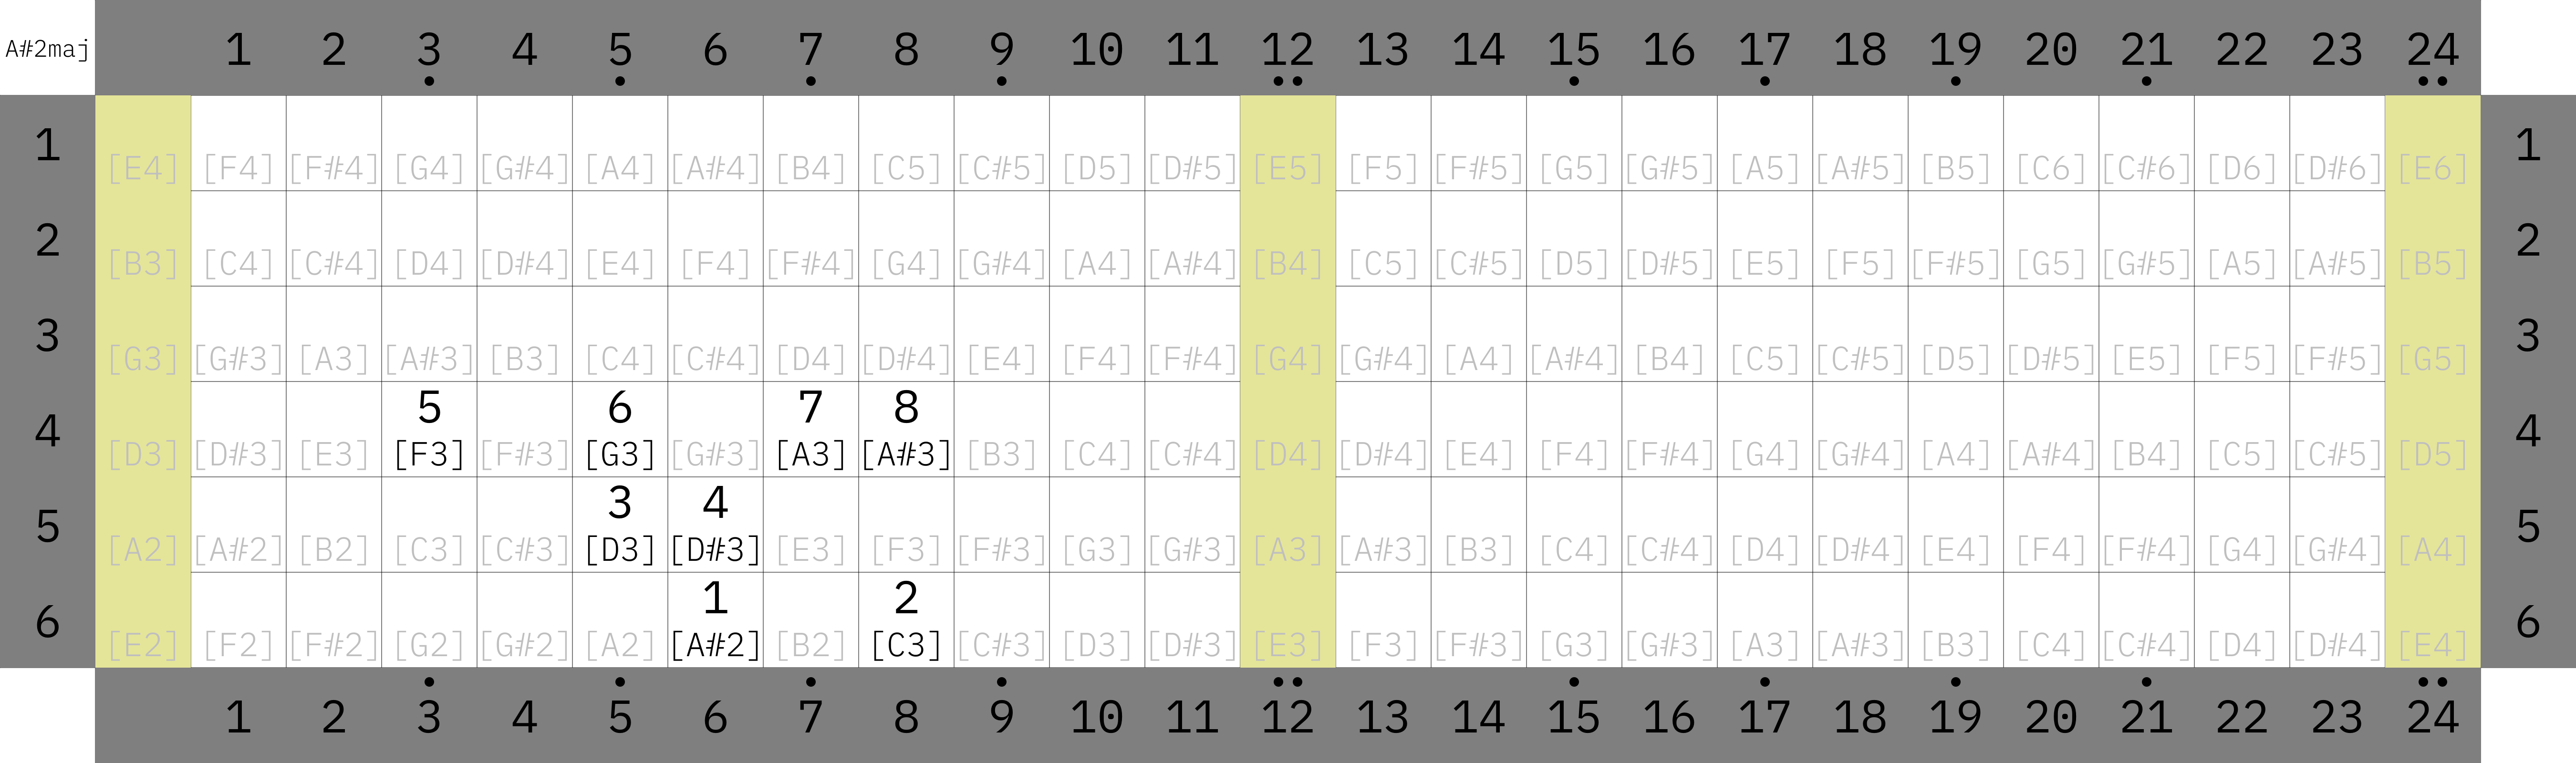 A#2maj 1 2 3 4 5 6 7 8 9 10 11 12 13 14 15 16 17 18 19 20 21 22 23 24
1 [E4] [F4] [F#4] [G4] [G#4] [A4] [A#4] [B4] [C5] [C#5] [D5] [D#5] [E5] [F5] [F#5] [G5] [G#5] [A5] [A#5] [B5] [C6] [C#6] [D6] [D#6] [E6] 1
2 [B3] [C4] [C#4] [D4] [D#4] [E4] [F4] [F#4] [G4] [G#4] [A4] [A#4] [B4] [C5] [C#5] [D5] [D#5] [E5] [F5] [F#5] [G5] [G#5] [A5] [A#5] [B5] 2
3 [G3] [G#3] [A3] [A#3] [B3] [C4] [C#4] [D4] [D#4] [E4] [F4] [F#4] [G4] [G#4] [A4] [A#4] [B4] [C5] [C#5] [D5] [D#5] [E5] [F5] [F#5] [G5] 3
5 6 7 8
4 [D3] [D#3] [E3] [F3] [F#3] [G3] [G#3] [A3] [A#3] [B3] [C4] [C#4] [D4] [D#4] [E4] [F4] [F#4] [G4] [G#4] [A4] [A#4] [B4] [C5] [C#5] [D5] 4
3 4
5 [A2] [A#2] [B2] [C3] [C#3] [D3] [D#3] [E3] [F3] [F#3] [G3] [G#3] [A3] [A#3] [B3] [C4] [C#4] [D4] [D#4] [E4] [F4] [F#4] [G4] [G#4] [A4] 5
1 2
6 [E2] [F2] [F#2] [G2] [G#2] [A2] [A#2] [B2] [C3] [C#3] [D3] [D#3] [E3] [F3] [F#3] [G3] [G#3] [A3] [A#3] [B3] [C4] [C#4] [D4] [D#4] [E4] 6
1 2 3 4 5 6 7 8 9 10 11 12 13 14 15 16 17 18 19 20 21 22 23 24